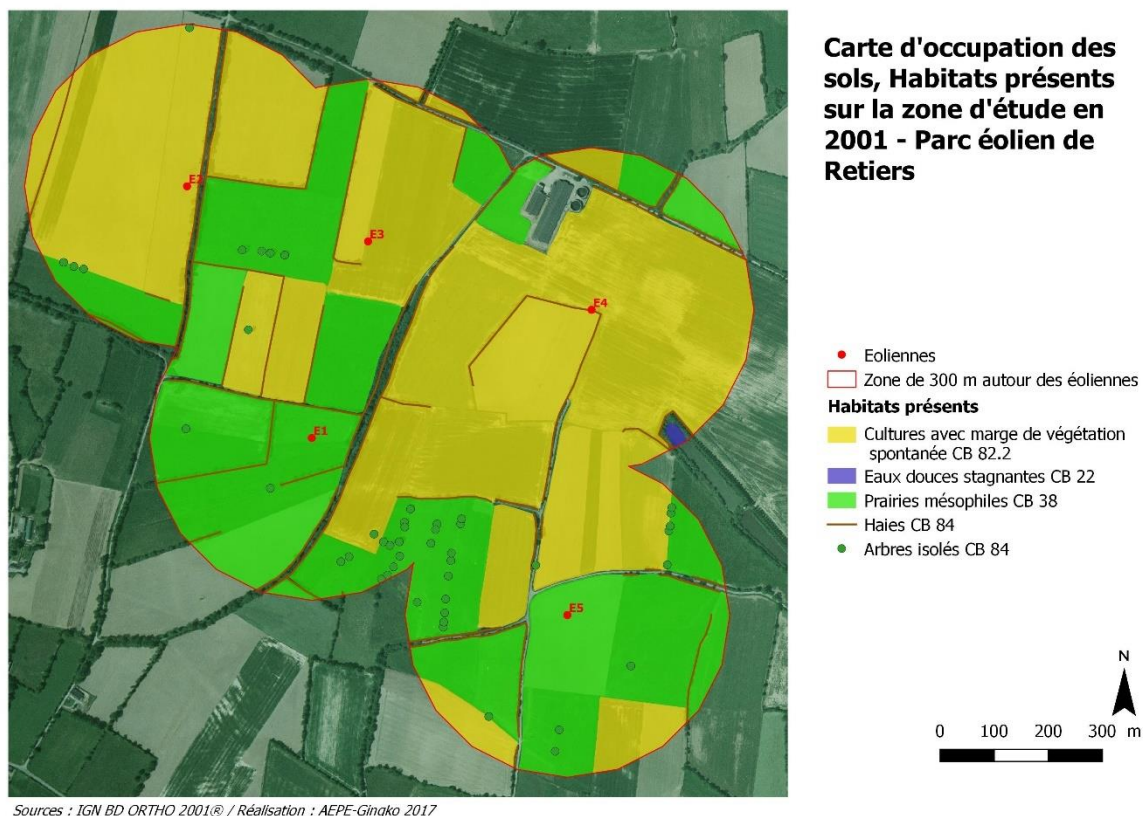 Carte d'occupation des
sols, Habitats présents
sur la zone d'étude en
2001 - Parc éolien de
Retiers
E2
E3
E4
E1
E5
Eoliennes
Zone de 300 m autour des éoliennes
Habitats présents
Cultures avec marge de végétation
spontanée CB 82.2
Eaux douces stagnantes CB 22
Prairies mésophiles CB 38
Haies CB 84
Arbres isolés CB 84
N
0 100 200 300 m
Sources : IGN BD ORTHO 2001® / Réalisation : AEPE-Gingko 2017